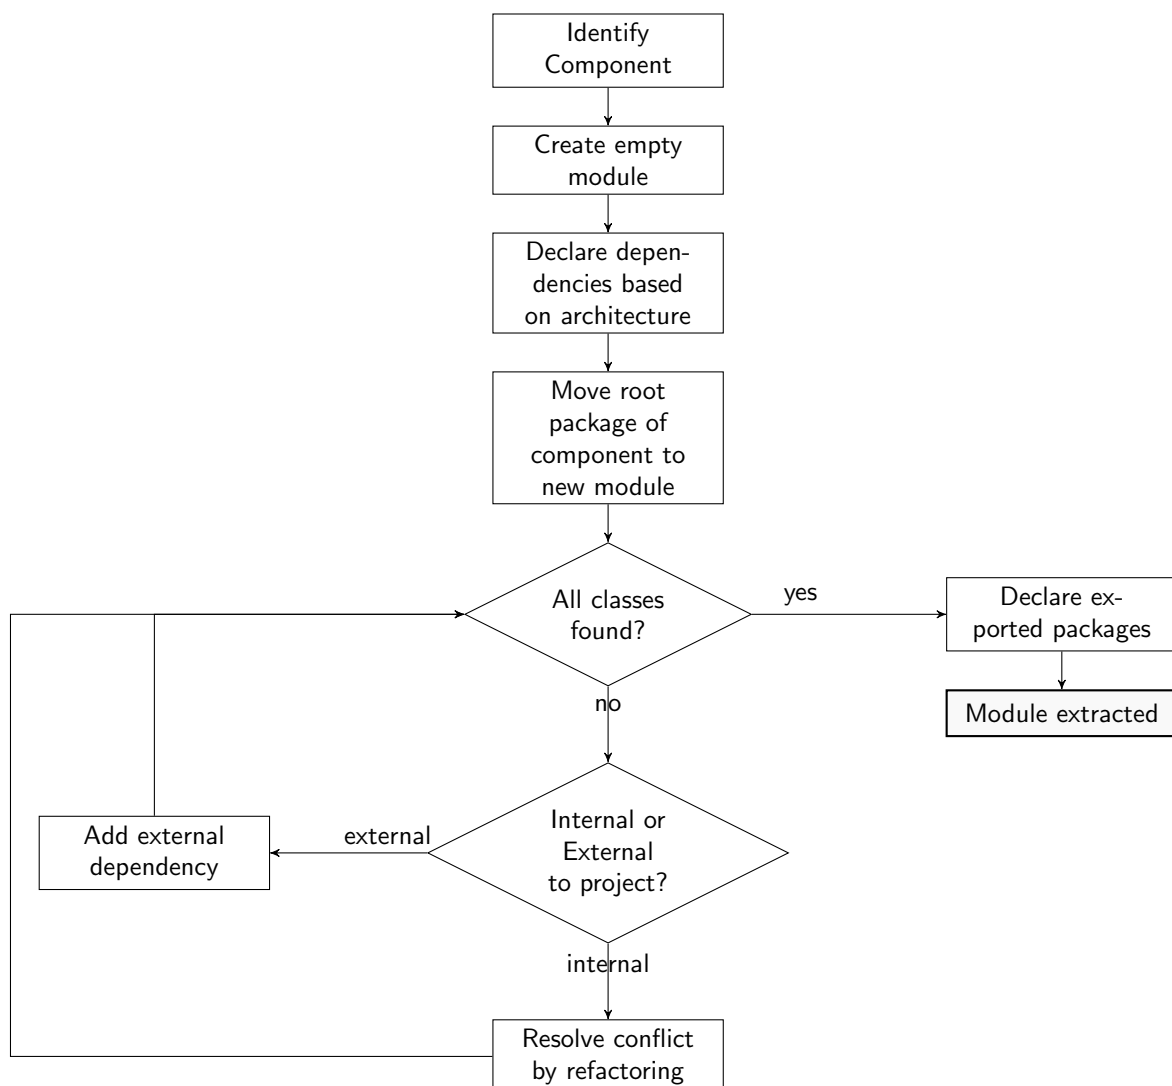 Identify
Component
Create empty
module
Declare depen-
dencies based
on architecture
Move root
package of
component to
new module
All classes
found?
yes
Declare ex-
ported packages
no
Module extracted
Internal or
External
to project?
external
Add external
dependency
internal
Resolve conflict
by refactoring